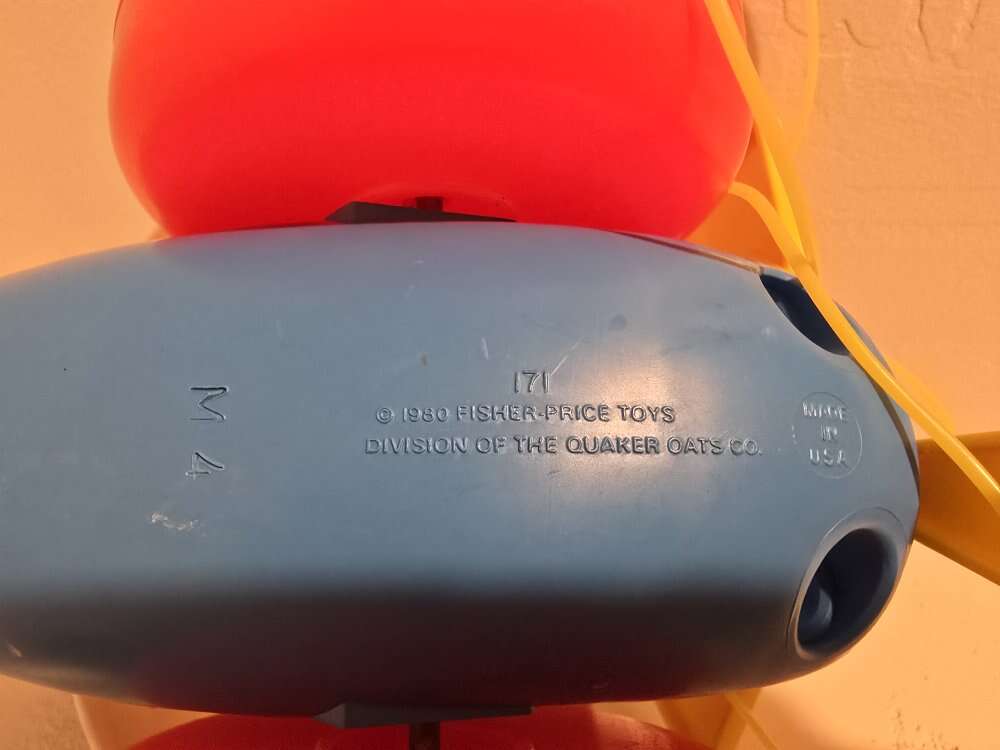 171
© 1980 FISHER-PRICE TOYS
DIVISION OF THE QUAKER OATS CO.
MADE
IN
USA
M 4